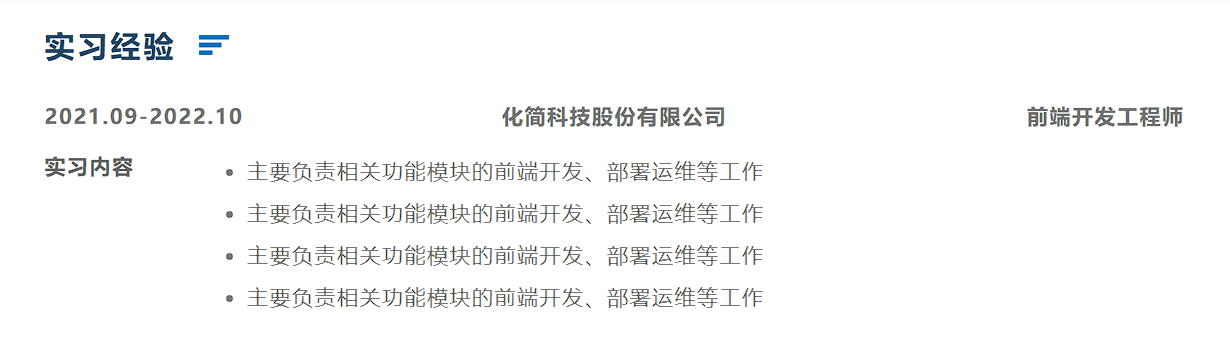 实习经验
2021.09-2022.10 化简科技股份有限公司 前端开发工程师
实习内容 • 主要负责相关功能模块的前端开发、部署运维等工作
• 主要负责相关功能模块的前端开发、部署运维等工作
• 主要负责相关功能模块的前端开发、部署运维等工作
• 主要负责相关功能模块的前端开发、部署运维等工作